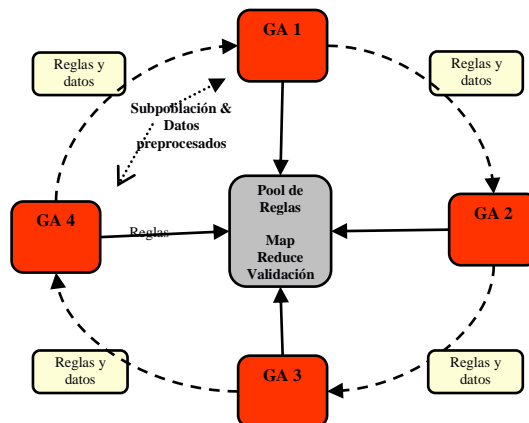 GA 1
Reglas y
datos
Reglas y
datos
Subpoblación &
Datos
preprocesados
Pool de
Reglas
Map
Reduce
Validación
GA 4
Reglas
GA 2
Reglas y
datos
GA 3
Reglas y
datos